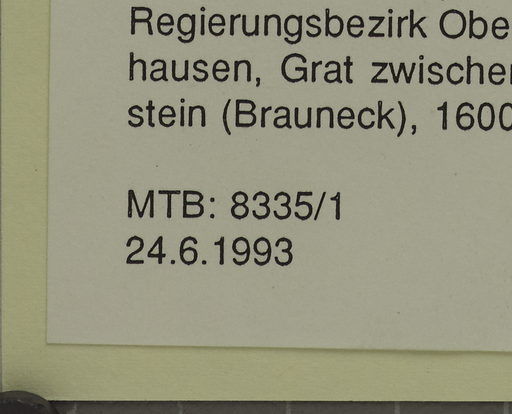 Regierungsbezirk Obe
hausen, Grat zwische
stein (Brauneck), 1600
MTB: 8335/1
24.6.1993